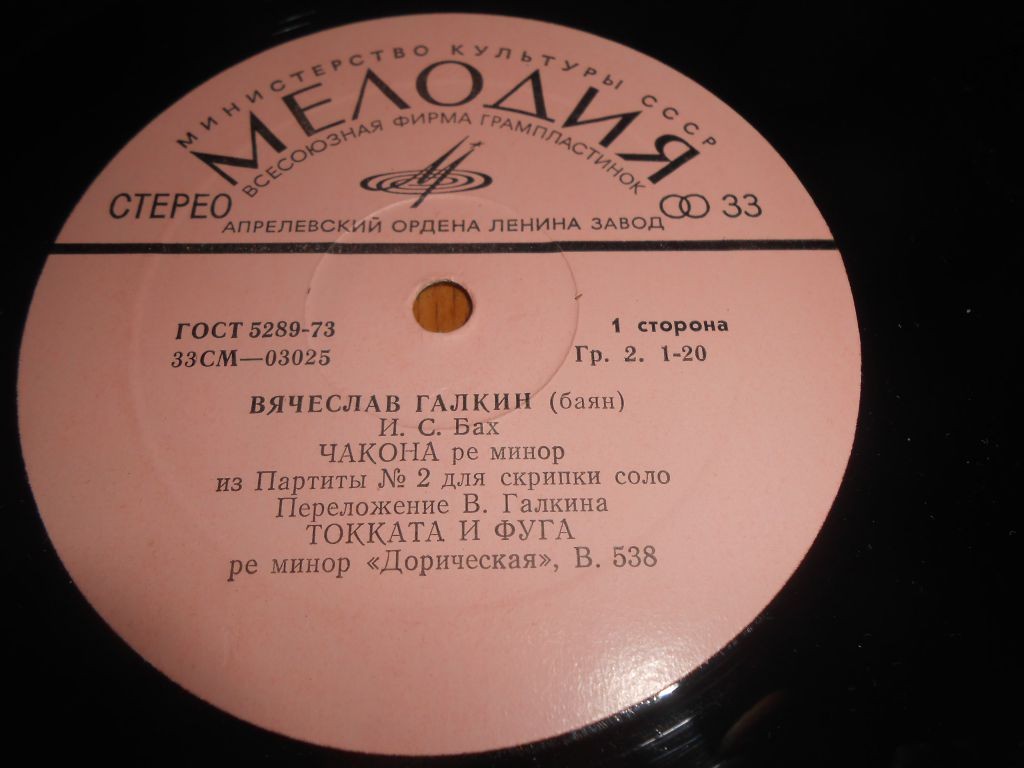 МИНИСТЕРСТВО КУЛЬТУРЫ СССР
МЕЛОДИЯ
ВСЕСОЮЗНАЯ ФИРМА ГРАМПЛАСТИНОК
СТЕРЕО 33
АПРЕЛЕВСКИЙ ОРДЕНА ЛЕНИНА ЗАВОД
ГОСТ 5289-73 1 сторона
33СМ—03025 Гр. 2. 1-20
ВЯЧЕСЛАВ ГАЛКИН (баян)
И. С. Бах
ЧАКОНА ре минор
из Партиты № 2 для скрипки соло
Переложение В. Галкина
ТОККАТА И ФУГА
ре минор «Дорическая», В. 538